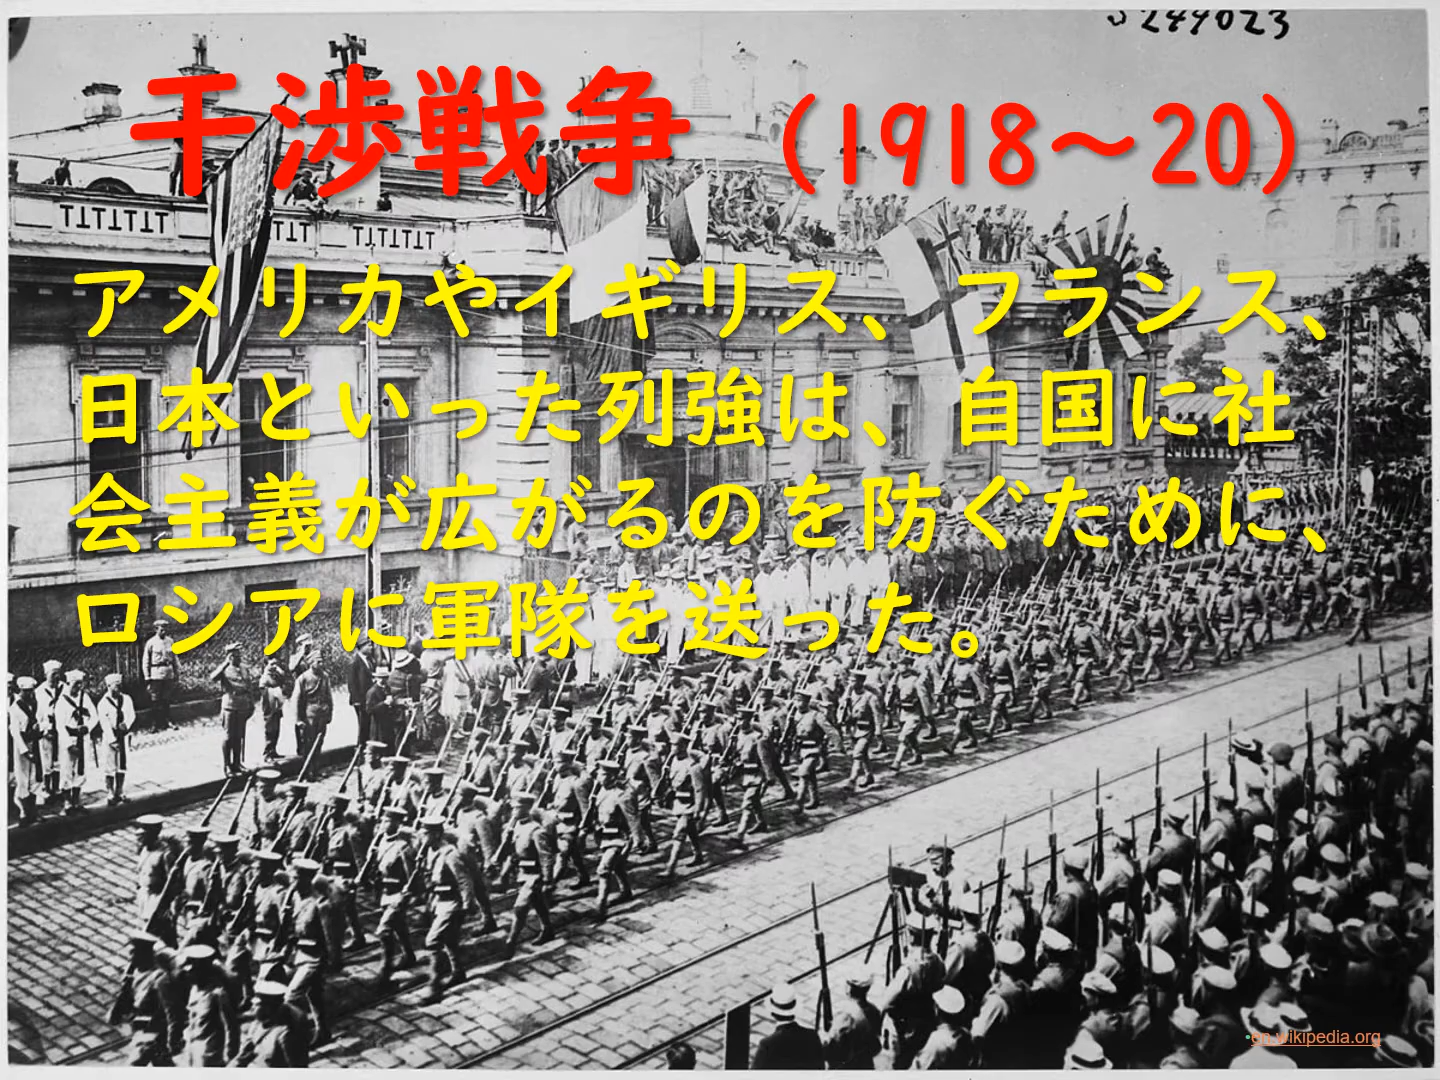 干渉戦争（1918～20）
アメリカやイギリス、フランス、
日本といった列強は、自国に社
会主義が広がるのを防ぐために、
ロシアに軍隊を送った。
・en.wikipedia.org